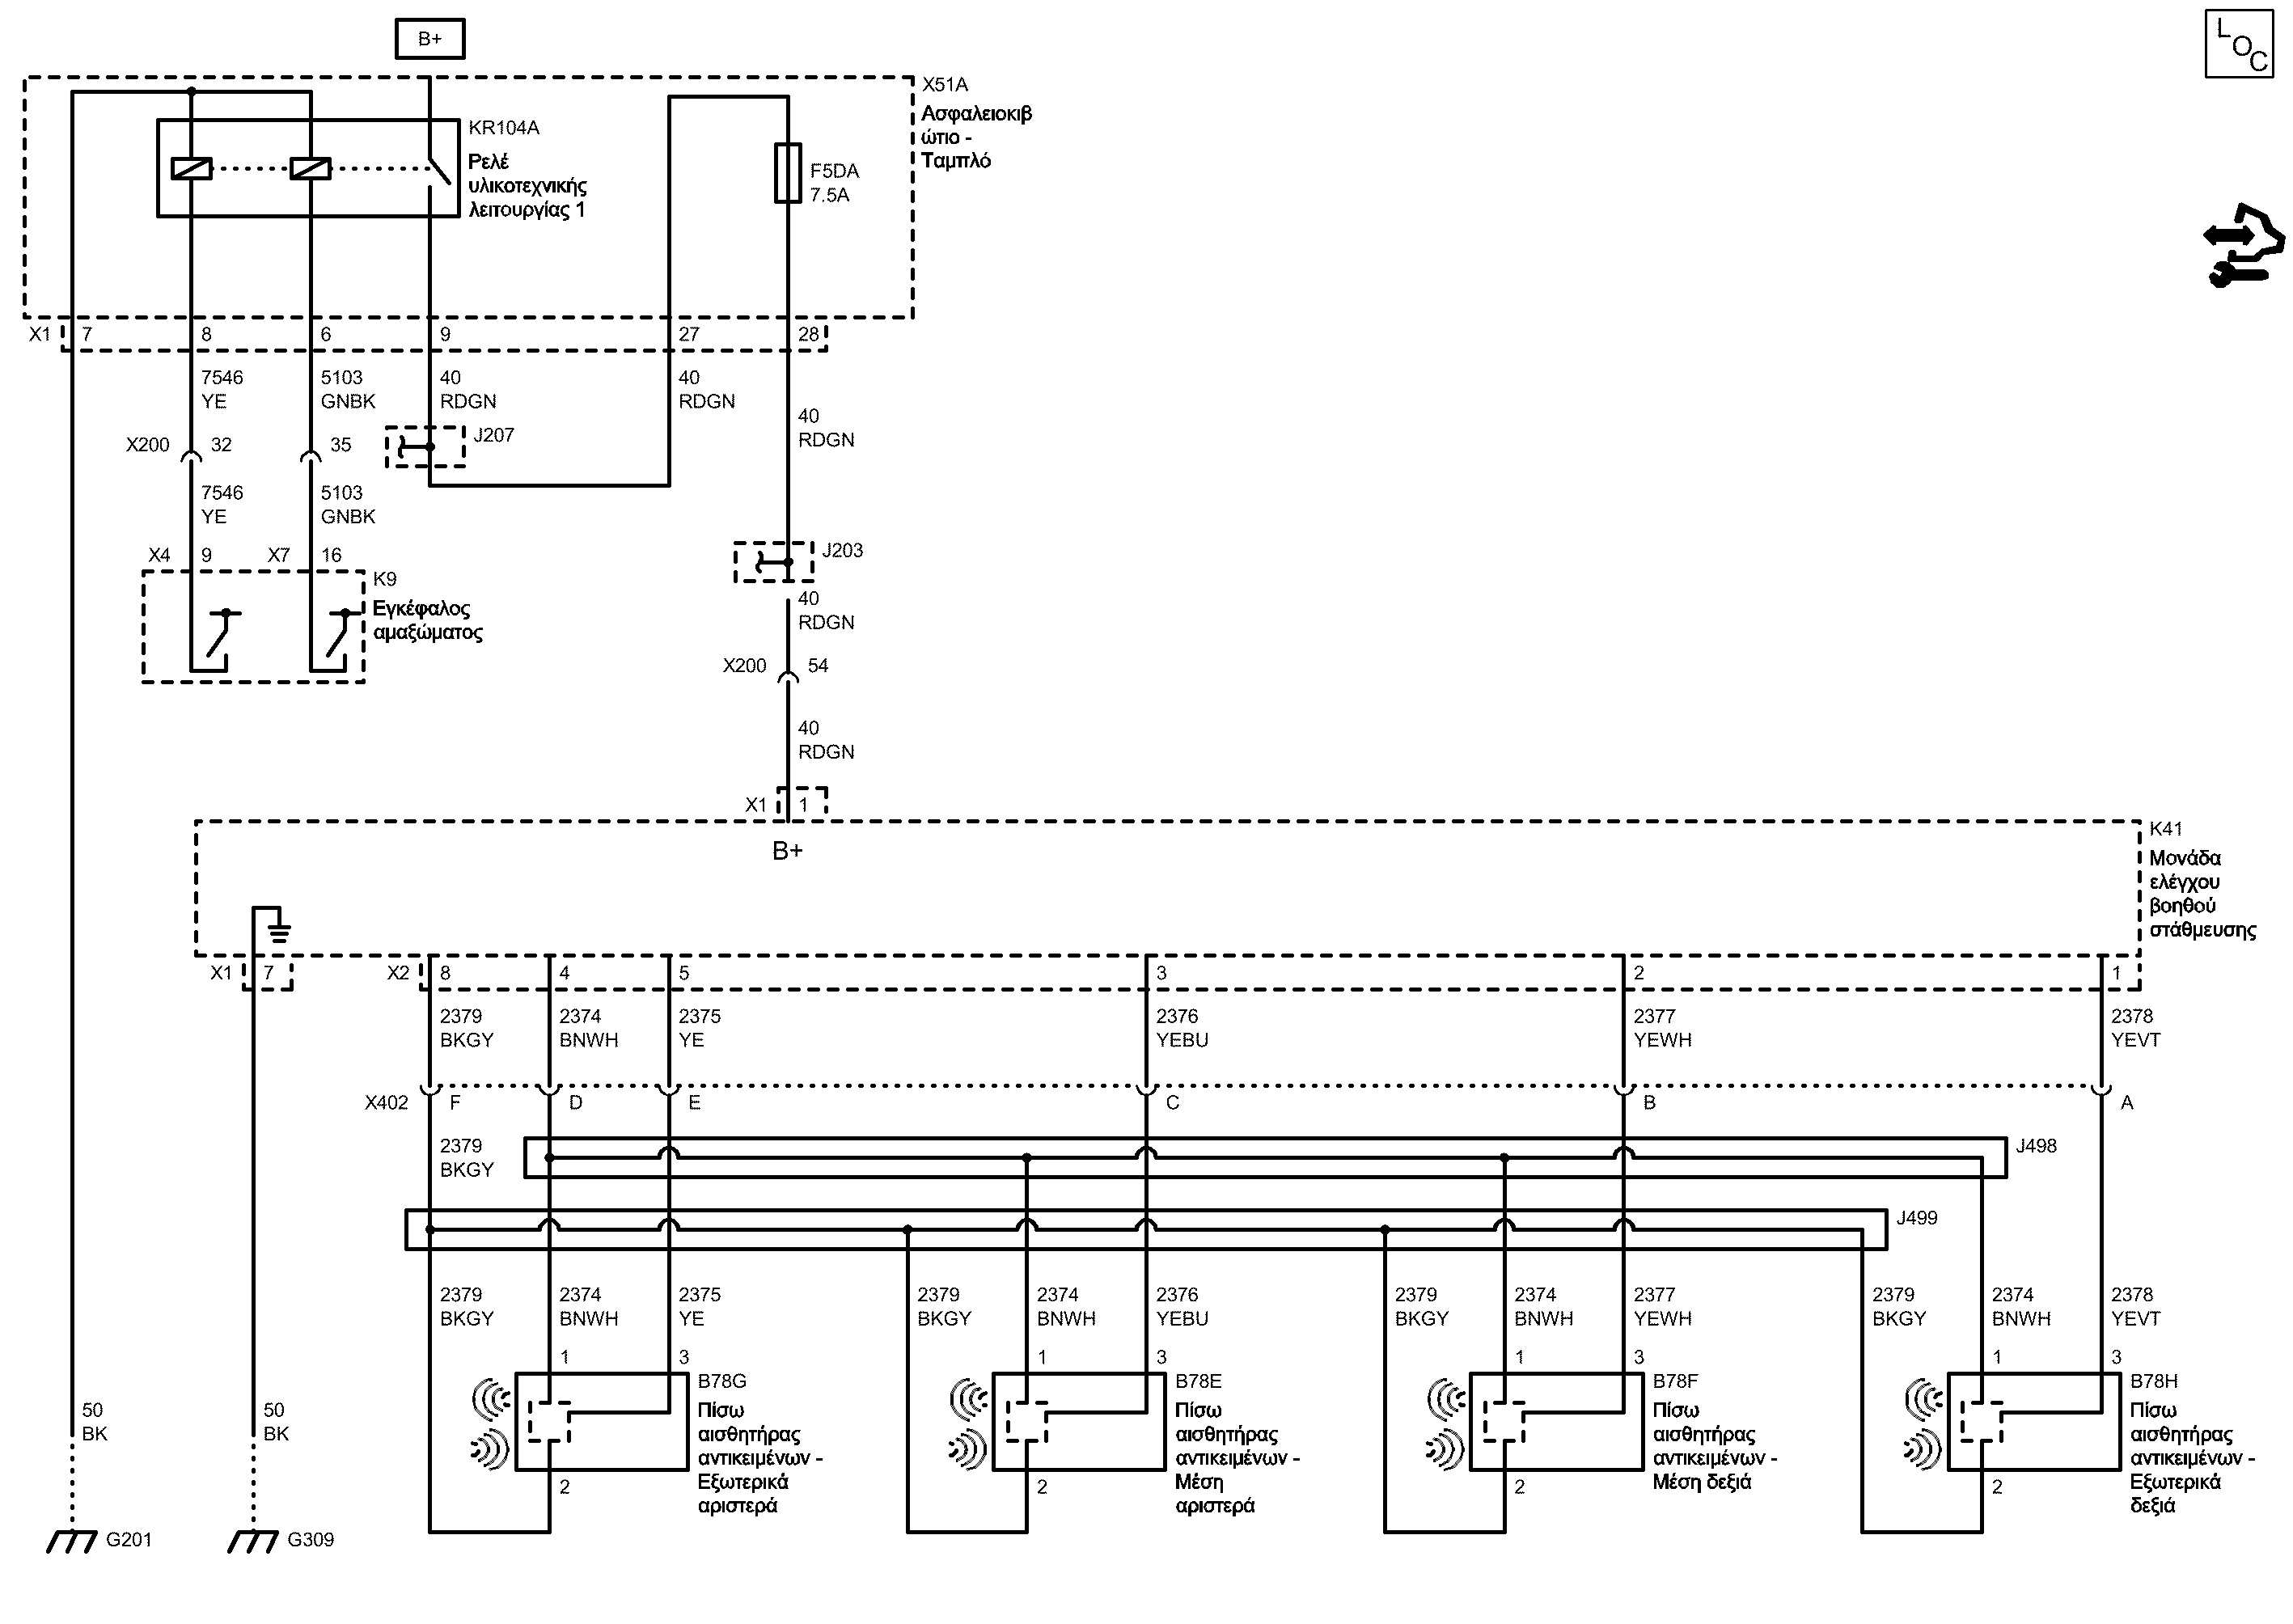 B+
L
O
C
X51A
Ασφαλειοκιβ
ώτιο -
Ταμπλό
KR104A
Ρελέ
υλικοτεχνικής
λειτουργίας 1
F5DA
7.5A
X1 7 8 6 9 27 28
7546 5103 40 40
YE GNBK RDGN RDGN
40
RDGN
X200 32 35 J207
7546 5103
YE GNBK
X4 9 X7 16 J203
K9
Εγκέφαλος
αμαξώματος
40
RDGN
X200 54
40
RDGN
X1 1
K41
Μονάδα
ελέγχου
βοηθού
στάθμευσης
B+
X1 7 X2 8 4 5 3 2 1
2379 2374 2375 2376 2377 2378
BKGY BNWH YE YEBU YEWH YEVT
X402 F D E C B A
2379 J498
BKGY
J499
2379 2374 2375 2379 2374 2376 2379 2374 2377 2379 2374 2378
BKGY BNWH YE BKGY BNWH YEBU BKGY BNWH YEWH BKGY BNWH YEVT
1 3 1 3 1 3 1 3
B78G
Πίσω
αισθητήρας
αντικειμένων -
Εξωτερικά
αριστερά
2
B78E
Πίσω
αισθητήρας
αντικειμένων -
Μέση
αριστερά
2
B78F
Πίσω
αισθητήρας
αντικειμένων -
Μέση δεξιά
2
B78H
Πίσω
αισθητήρας
αντικειμένων -
Εξωτερικά
δεξιά
2
50 50
BK BK
G201 G309